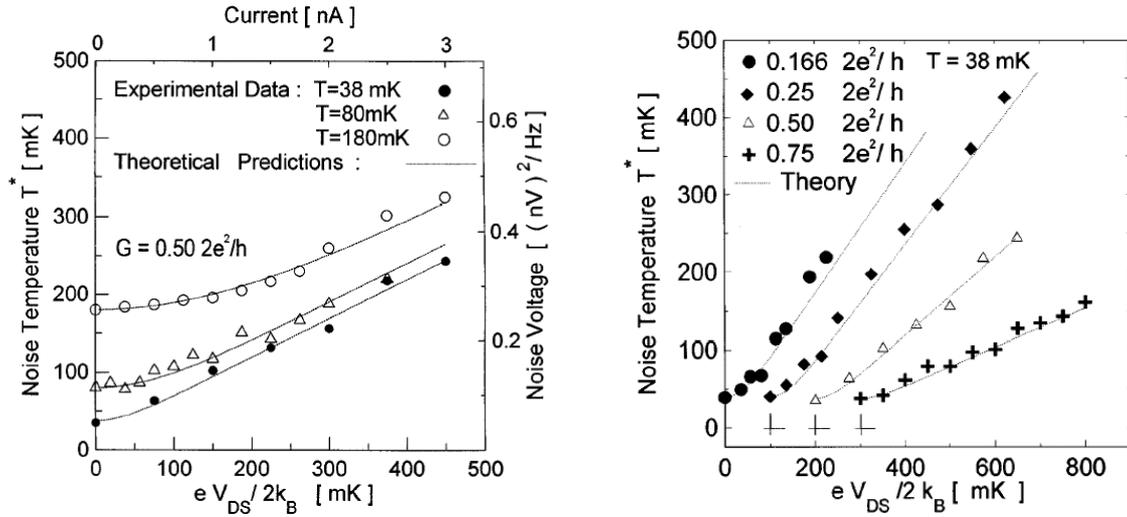 Current [ nA ]
0 1 2 3
500
400
300
200
100
0
Noise Temperature T* [ mK ]
Experimental Data : T=38 mK
T=80mK
T=180mK
Theoretical Predictions :
G = 0.50 2e²/h
0.6
0.4
0.2
Noise Voltage [ (nV)²/Hz ]
0 100 200 300 400 500
e V_DS / 2k_B [ mK ]
500
400
300
200
100
0
Noise Temperature T* [ mK ]
0.166 2e²/ h T = 38 mK
0.25 2e²/ h
0.50 2e²/ h
0.75 2e²/ h
Theory
0 200 400 600 800
e V_DS /2 k_B [ mK ]